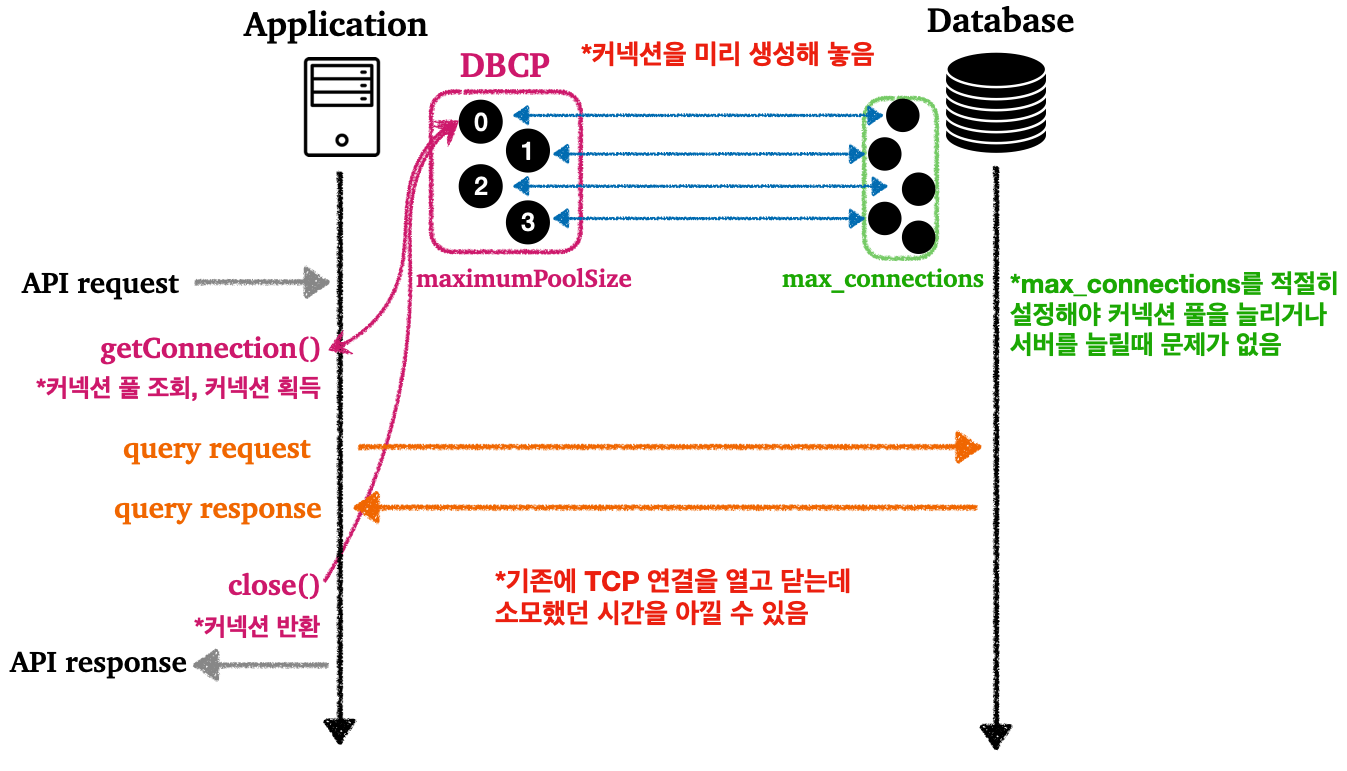 Application
Database
DBCP
*커넥션을 미리 생성해 놓음
0
1
2
3
maximumPoolSize
max_connections
*max_connections를 적절히
설정해야 커넥션 풀을 늘리거나
서버를 늘릴때 문제가 없음
API request
getConnection()
*커넥션 풀 조회, 커넥션 획득
query request
query response
close()
*커넥션 반환
*기존에 TCP 연결을 열고 닫는데
소모했던 시간을 아낄 수 있음
API response